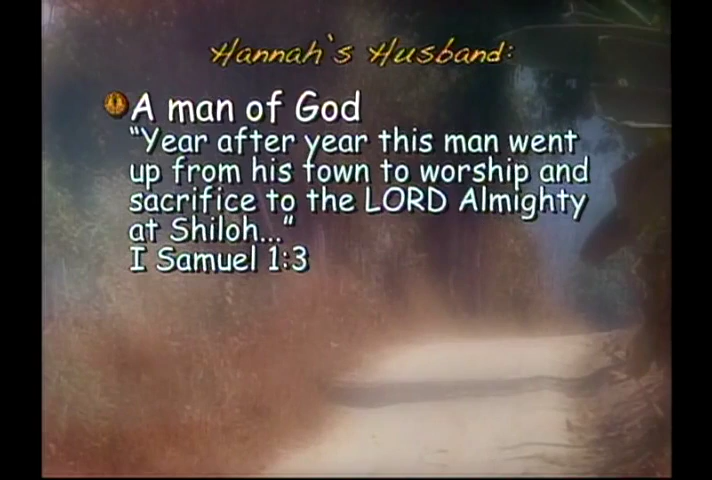 Hannah's Husband:
A man of God
"Year after year this man went
up from his town to worship and
sacrifice to the LORD Almighty
at Shiloh..."
I Samuel 1:3